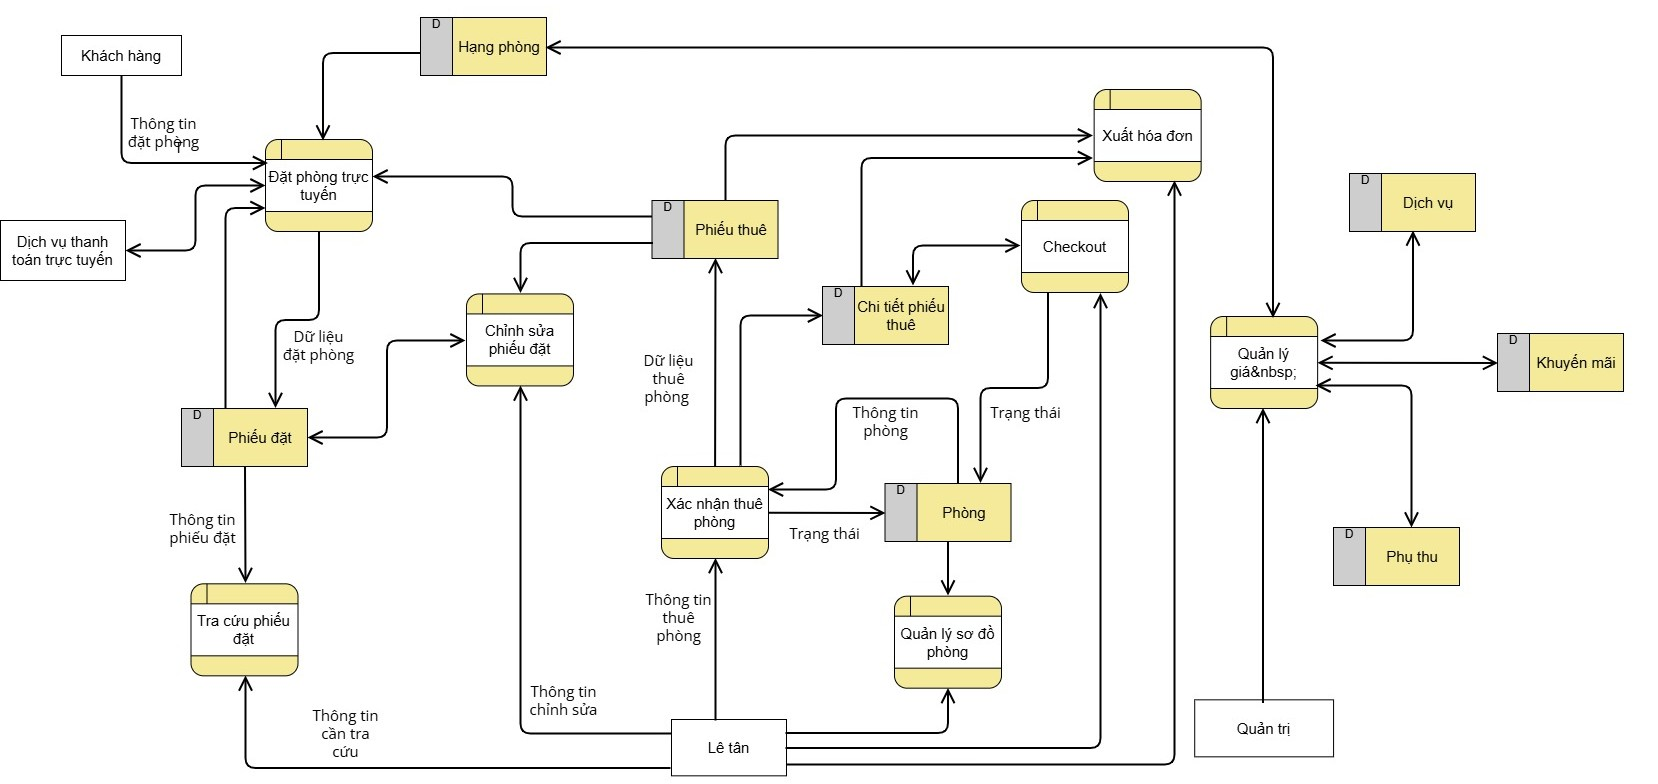 D
Hạng phòng
Khách hàng
Thông tin
đặt phòng
Xuất hóa đơn
Đặt phòng trực
tuyến
D
Phiếu thuê
D
Dịch vụ
Dịch vụ thanh
toán trực tuyến
Checkout
D
Chi tiết phiếu
thuê
Chỉnh sửa
phiếu đặt
Dữ liệu
đặt phòng
Dữ liệu
thuê
phòng
Quản lý
giá&nbsp;
D
Khuyến mãi
D
Phiếu đặt
Thông tin
phòng
Trạng thái
Xác nhận thuê
phòng
D
Phòng
Trạng thái
Thông tin
phiếu đặt
D
Phụ thu
Tra cứu phiếu
đặt
Thông tin
thuê
phòng
Quản lý sơ đồ
phòng
Thông tin
chỉnh sửa
Thông tin
cần tra
cứu
Lê tân
Quản trị